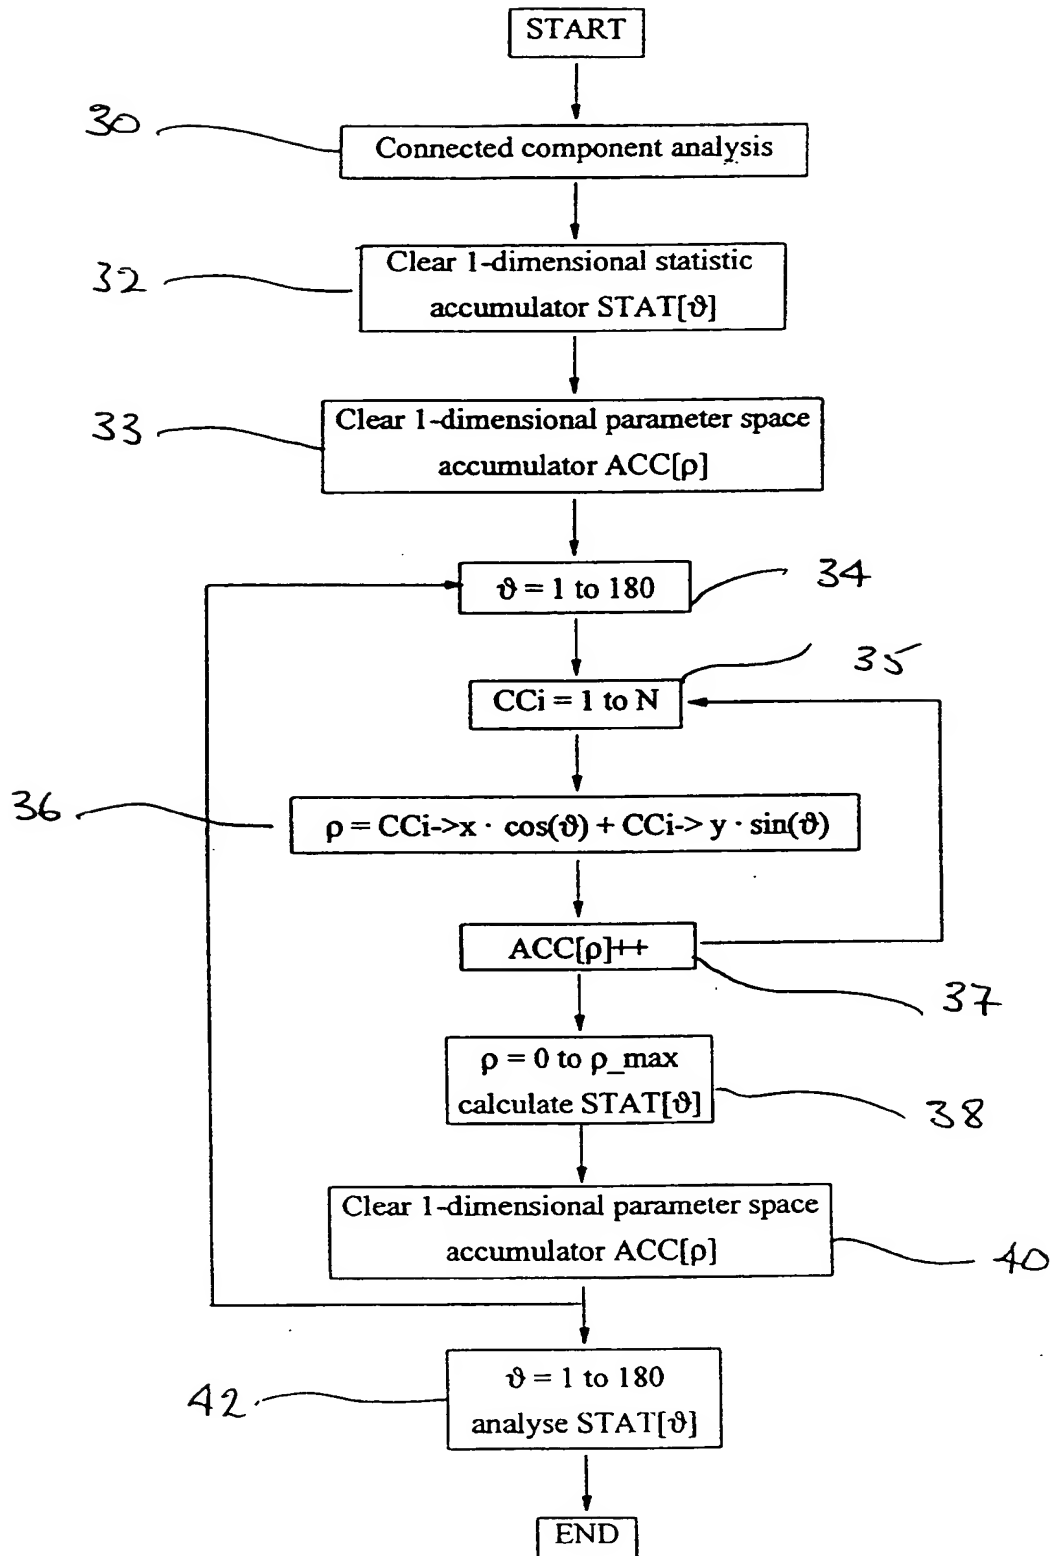 START
30
Connected component analysis
32
Clear 1-dimensional statistic
accumulator STAT[ϑ]
33
Clear 1-dimensional parameter space
accumulator ACC[ρ]
ϑ = 1 to 180
34
35
CCi = 1 to N
36
ρ = CCi->x · cos(ϑ) + CCi-> y · sin(ϑ)
ACC[ρ]++
37
ρ = 0 to ρ_max
calculate STAT[ϑ]
38
Clear 1-dimensional parameter space
accumulator ACC[ρ]
40
42
ϑ = 1 to 180
analyse STAT[ϑ]
END